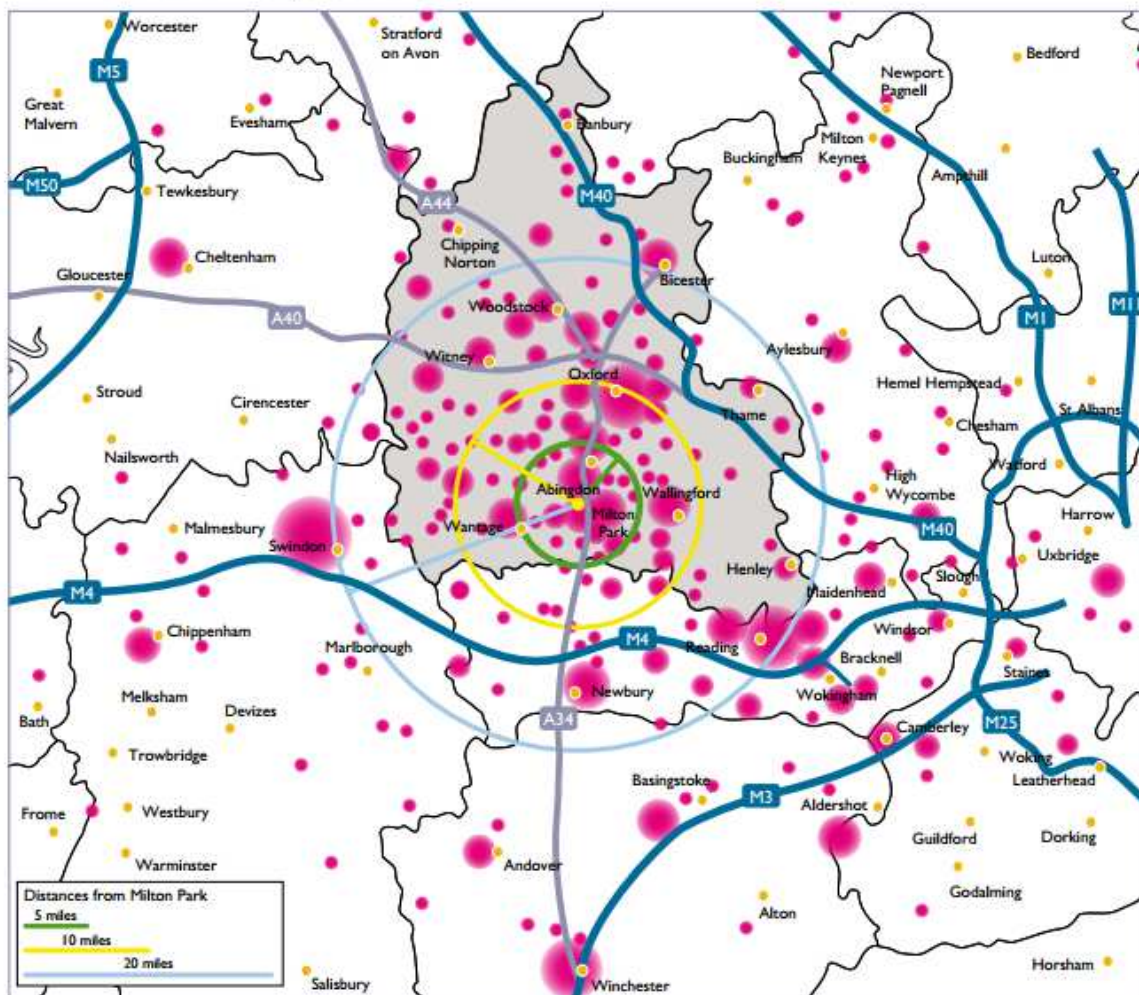 Worcester
Stratford
on Avon
Bedford
M5
Newport
Pagnell
Great
Malvern
Evesham
Banbury
Milton
Keynes
Buckingham
Ampthill
M50
Tewkesbury
M40
A44
Chipping
Norton
Cheltenham
Bicester
Luton
Gloucester
Woodstock
A40
M1
M11
Witney
Aylesbury
Oxford
Hemel Hempstead
Stroud
Thame
St Albans
Cirencester
Chesham
Nailsworth
Watford
High
Wycombe
Abingdon
Wallingford
Malmesbury
Wantage
Milton
Park
Harrow
M40
Swindon
Uxbridge
Henley
Slough
M4
Maidenhead
Chippenham
Windsor
M4
Reading
Marlborough
Bracknell
Staines
Newbury
Wokingham
Melksham
Bath
Devizes
A34
M25
Camberley
Trowbridge
Woking
Basingstoke
Leatherhead
M3
Aldershot
Westbury
Frome
Guildford
Dorking
Warminster
Andover
Godalming
Distances from Milton Park
5 miles
Alton
10 miles
20 miles
Horsham
Salisbury
Winchester